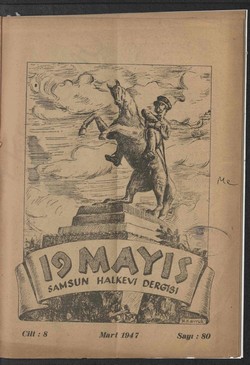 19 MAYIS
SAMSUN HALKEVİ DERGİSİ
Cilt : 8 Mart 1947 Sayı : 80